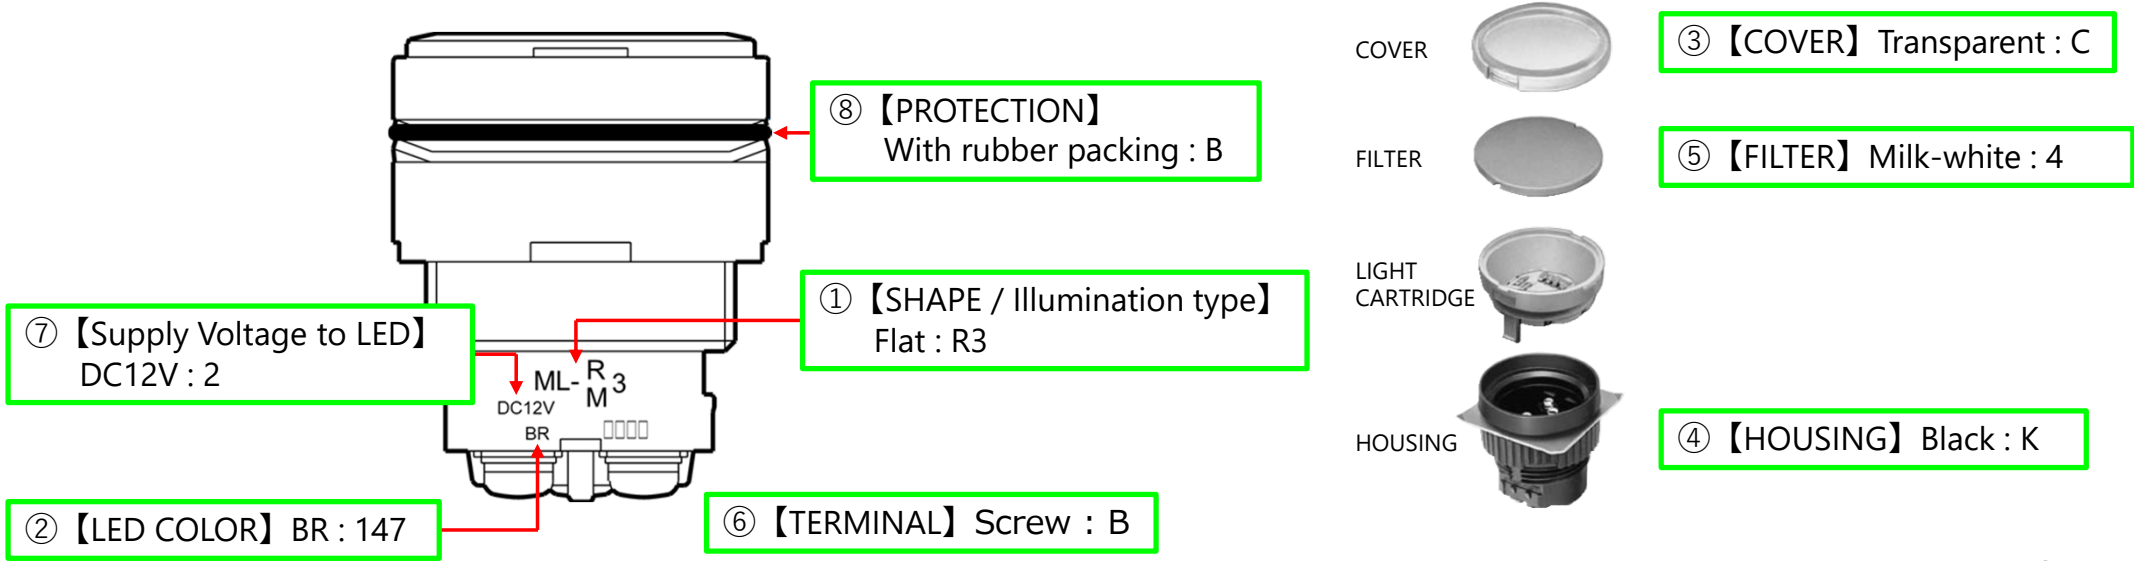 ⑧【PROTECTION】
With rubber packing : B
①【SHAPE / Illumination type】
Flat : R3
⑦【Supply Voltage to LED】
DC12V : 2
ML- R M 3
DC12V
BR
②【LED COLOR】BR : 147
⑥【TERMINAL】Screw : B
COVER
③【COVER】Transparent : C
FILTER
⑤【FILTER】Milk-white : 4
LIGHT
CARTRIDGE
HOUSING
④【HOUSING】Black : K